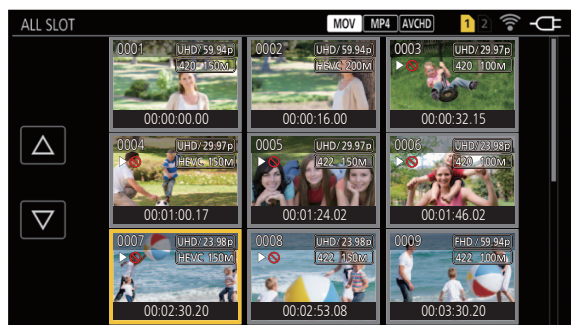 ALL SLOT MOV MP4 AVCHD 1 2
0001 UHD/59.94p 0002 UHD/59.94p 0003 UHD/29.97p
420 150M HEVC 200M 420 100M
00:00:00.00 00:00:16.00 00:00:32.15
0004 UHD/29.97p 0005 UHD/29.97p 0006 UHD/23.98p
HEVC 150M 422 150M 420 100M
00:01:00.17 00:01:24.02 00:01:46.02
0007 UHD/23.98p 0008 UHD/23.98p 0009 FHD/59.94p
HEVC 150M 422 150M 422 100M
00:02:30.20 00:02:53.08 00:03:30.20